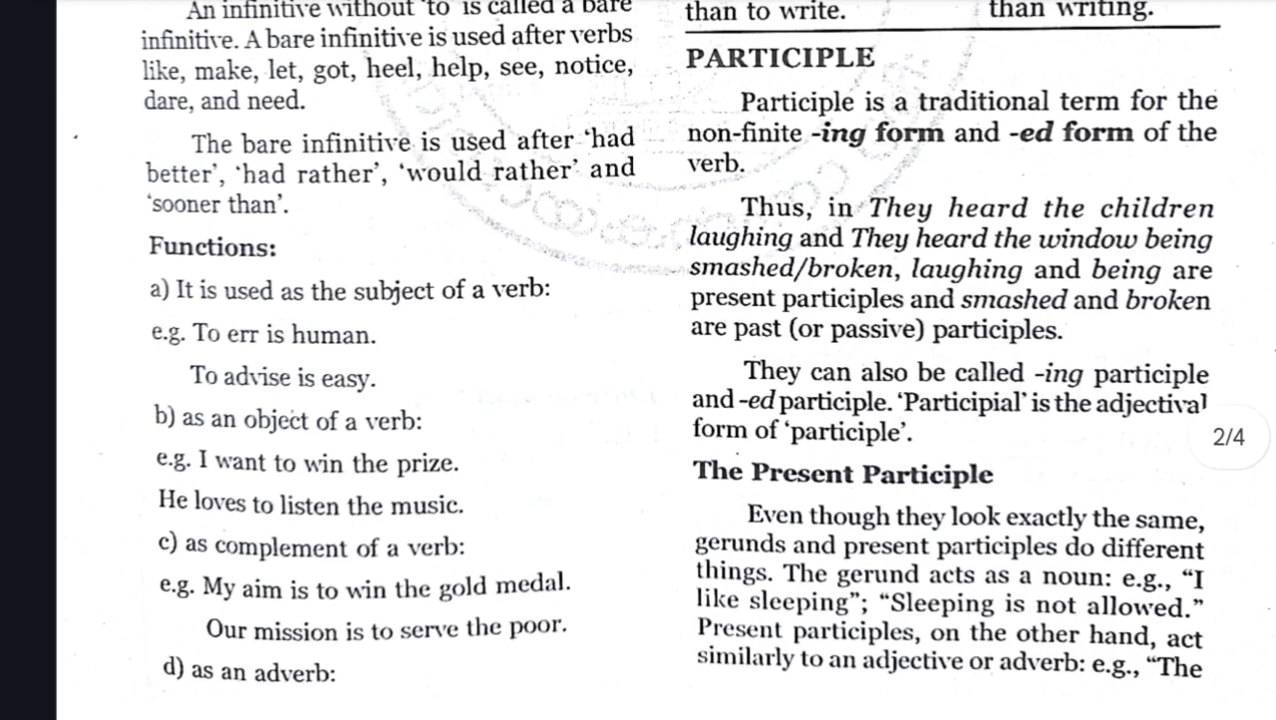 An infinitive without 'to' is called a bare
infinitive. A bare infinitive is used after verbs
like, make, let, got, heel, help, see, notice,
dare, and need.
The bare infinitive is used after 'had
better', 'had rather', 'would rather' and
'sooner than'.
Functions:
a) It is used as the subject of a verb:
e.g. To err is human.
To advise is easy.
b) as an object of a verb:
e.g. I want to win the prize.
He loves to listen the music.
c) as complement of a verb:
e.g. My aim is to win the gold medal.
Our mission is to serve the poor.
d) as an adverb:
than to write. than writing.
PARTICIPLE
Participle is a traditional term for the
non-finite -ing form and -ed form of the
verb.
Thus, in They heard the children
laughing and They heard the window being
smashed/broken, laughing and being are
present participles and smashed and broken
are past (or passive) participles.
They can also be called -ing participle
and -ed participle. 'Participial' is the adjectival
form of 'participle'.
The Present Participle
Even though they look exactly the same,
gerunds and present participles do different
things. The gerund acts as a noun: e.g., "I
like sleeping"; "Sleeping is not allowed."
Present participles, on the other hand, act
similarly to an adjective or adverb: e.g., "The
2/4